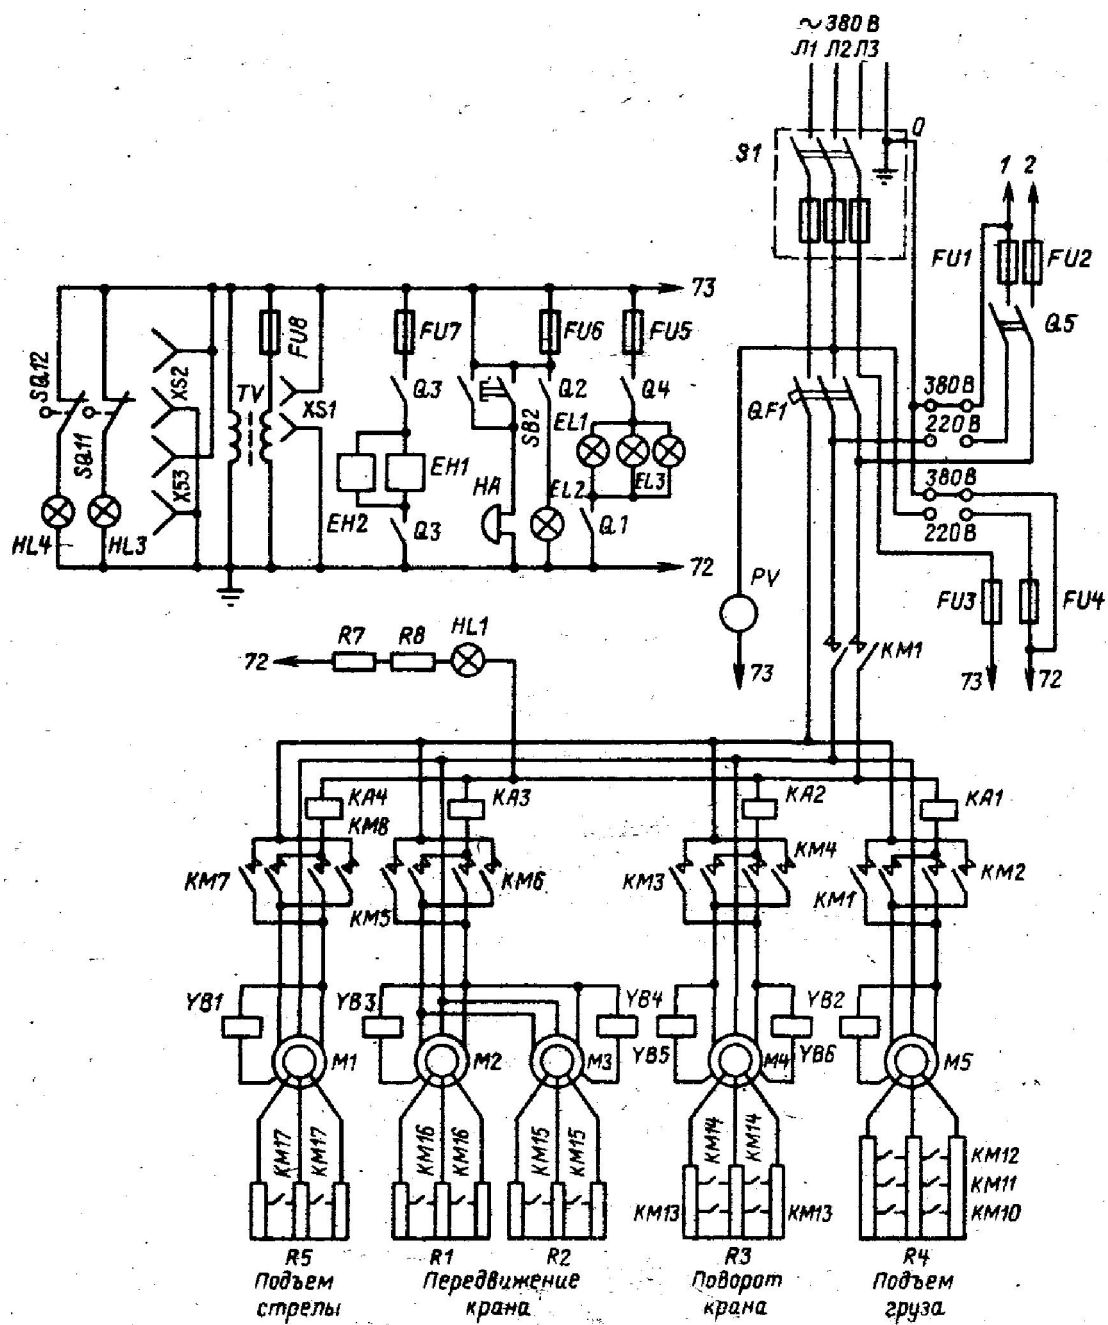 ~ 380 В
Л1 Л2 Л3
0
S1
1 2
FU1 FU2
Q5
380 В
220 В
380 В
220 В
QF1
FU3 FU4
73 72
PV
73
KM1
73
FU8
FU7
FU6
FU5
SQ12
SQ11
XS2
XS3
TV
XS1
Q3
Q2
Q4
SB2
EL1
EH1
EH2
HA
EL2
EL3
HL4 HL3
Q3
Q1
72
R7 R8 HL1
72
KA4 KA3 KA2 KA1
KM8 KM4
KM7 KM6 KM3 KM2
KM5 KM1
YB1 YB3 YB4 YB2
YB5 YB6
M1 M2 M3 M4 M5
KM17 KM17 KM16 KM16 KM15 KM15 KM14 KM14
KM12
KM11
KM13 KM13 KM10
R5 R1 R2 R3 R4
Подъем
стрелы
Передвижение
крана
Поворот
крана
Подъем
груза